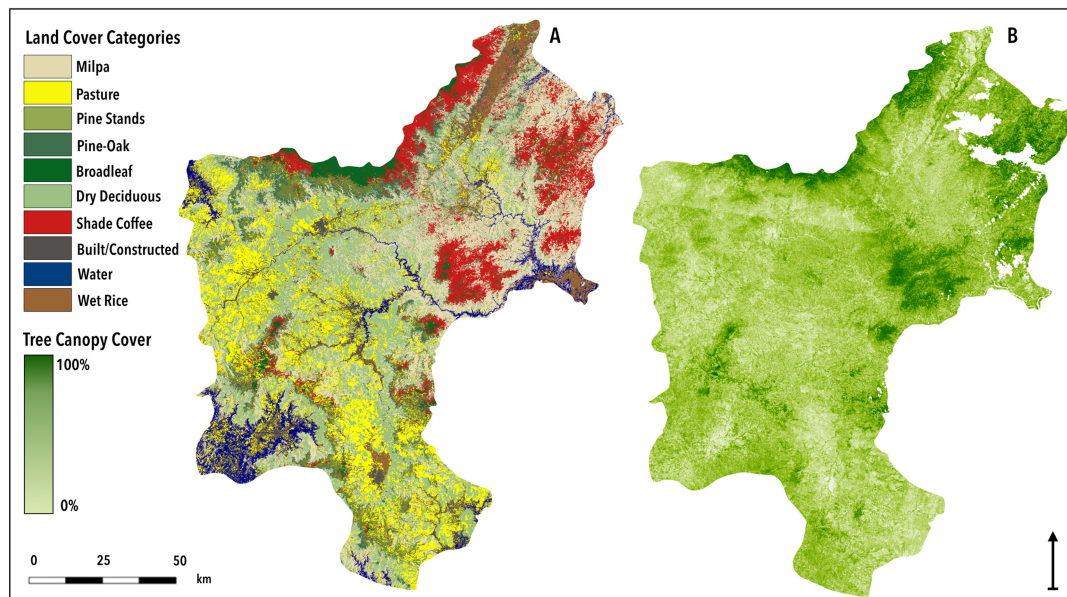 Land Cover Categories
Milpa
Pasture
Pine Stands
Pine-Oak
Broadleaf
Dry Deciduous
Shade Coffee
Built/Constructed
Water
Wet Rice
Tree Canopy Cover
100%
0%
0 25 50
km
A
B